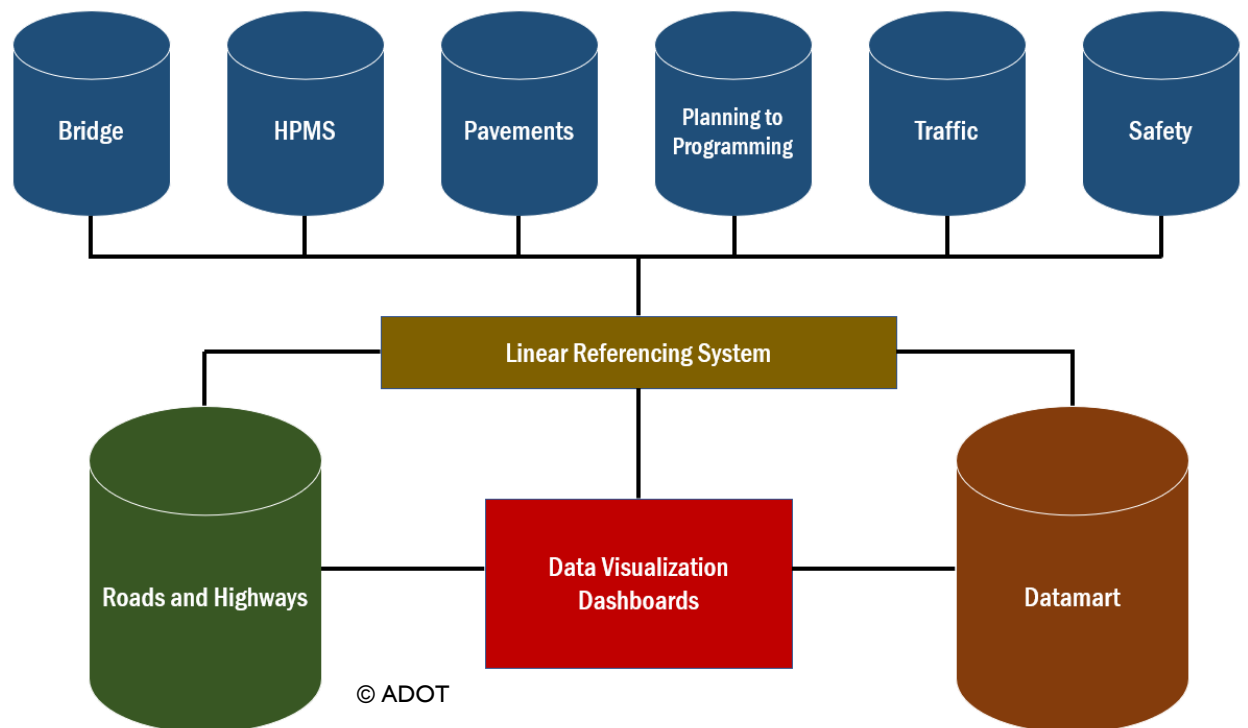 Bridge
HPMS
Pavements
Planning to
Programming
Traffic
Safety
Linear Referencing System
Roads and Highways
Data Visualization
Dashboards
Datamart
© ADOT